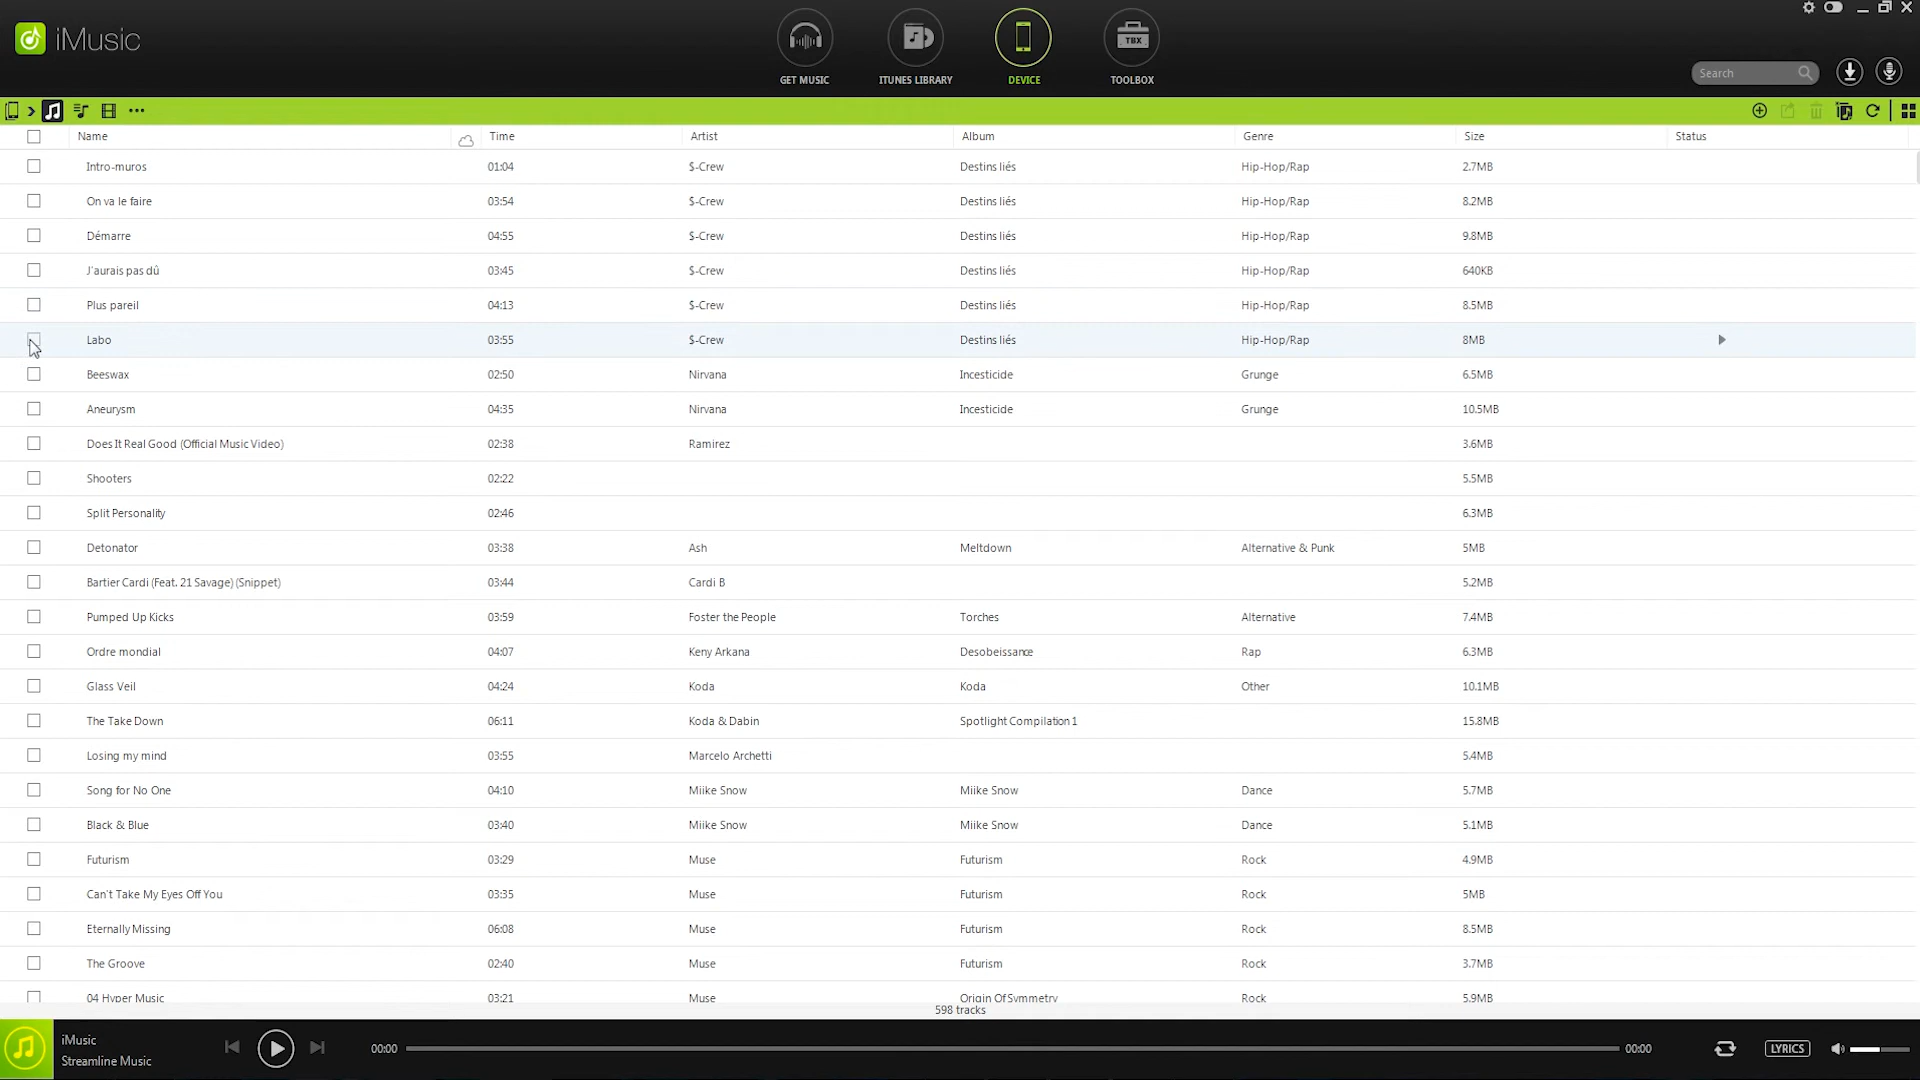 iMusic
GET MUSIC ITUNES LIBRARY DEVICE TBX TOOLBOX
Search
Name Time Artist Album Genre Size Status
Intro-muros 01:04 $-Crew Destins liés Hip-Hop/Rap 2.7MB
On va le faire 03:54 $-Crew Destins liés Hip-Hop/Rap 8.2MB
Démarre 04:55 $-Crew Destins liés Hip-Hop/Rap 9.8MB
J`aurais pas dû 03:45 $-Crew Destins liés Hip-Hop/Rap 640KB
Plus pareil 04:13 $-Crew Destins liés Hip-Hop/Rap 8.5MB
Labo 03:55 $-Crew Destins liés Hip-Hop/Rap 8MB
Beeswax 02:50 Nirvana Incesticide Grunge 6.5MB
Aneurysm 04:35 Nirvana Incesticide Grunge 10.5MB
Does It Real Good (Official Music Video) 02:38 Ramirez 3.6MB
Shooters 02:22 5.5MB
Split Personality 02:46 6.3MB
Detonator 03:38 Ash Meltdown Alternative & Punk 5MB
Bartier Cardi (Feat. 21 Savage) (Snippet) 03:44 Cardi B 5.2MB
Pumped Up Kicks 03:59 Foster the People Torches Alternative 7.4MB
Ordre mondial 04:07 Keny Arkana Desobeissance Rap 6.3MB
Glass Veil 04:24 Koda Koda Other 10.1MB
The Take Down 06:11 Koda & Dabin Spotlight Compilation 1 15.8MB
Losing my mind 03:55 Marcelo Archetti 5.4MB
Song for No One 04:10 Miike Snow Miike Snow Dance 5.7MB
Black & Blue 03:40 Miike Snow Miike Snow Dance 5.1MB
Futurism 03:29 Muse Futurism Rock 4.9MB
Can't Take My Eyes Off You 03:35 Muse Futurism Rock 5MB
Eternally Missing 06:08 Muse Futurism Rock 8.5MB
The Groove 02:40 Muse Futurism Rock 3.7MB
04 Hyper Music 03:21 Muse Origin Of Symmetry Rock 5.9MB
598 tracks
iMusic
Streamline Music
00:00 00:00 LYRICS